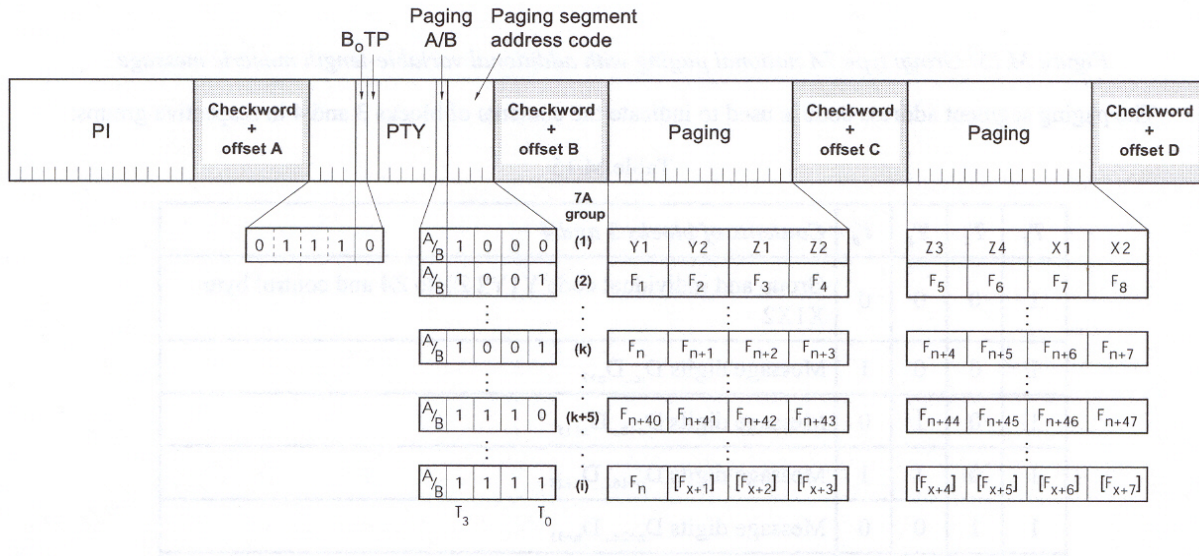 Paging Paging segment
BₒTP A/B address code
PI Checkword + offset A PTY Checkword + offset B Paging Checkword + offset C Paging Checkword + offset D
7A
group
0 1 1 1 0 A/B 1 0 0 0 (1) Y1 Y2 Z1 Z2 Z3 Z4 X1 X2
A/B 1 0 0 1 (2) F₁ F₂ F₃ F₄ F₅ F₆ F₇ F₈
A/B 1 0 0 1 (k) Fₙ Fₙ₊₁ Fₙ₊₂ Fₙ₊₃ Fₙ₊₄ Fₙ₊₅ Fₙ₊₆ Fₙ₊₇
A/B 1 1 1 0 (k+5) Fₙ₊₄₀ Fₙ₊₄₁ Fₙ₊₄₂ Fₙ₊₄₃ Fₙ₊₄₄ Fₙ₊₄₅ Fₙ₊₄₆ Fₙ₊₄₇
A/B 1 1 1 1 (i) Fₙ [Fₓ₊₁] [Fₓ₊₂] [Fₓ₊₃] [Fₓ₊₄] [Fₓ₊₅] [Fₓ₊₆] [Fₓ₊₇]
T₃ T₀